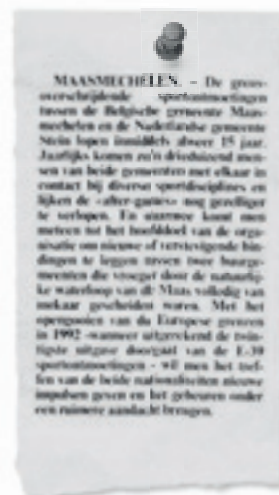 MAASMECHELEN. – De grens-
overschrijdende sportontmoetingen
tussen de Belgische gemeente Maas-
mechelen en de Nederlandse gemeente
Stein lopen inmiddels alweer 15 jaar.
Jaarlijks komen zo'n drieduizend men-
sen van beide gemeenten met elkaar in
contact bij diverse sportdisciplines en
lijken de «after-games» nog gezelliger
te verlopen. En daarmee komt men
meteen tot het hoofddoel van de orga-
nisatie om nieuwe of verstevigende bin-
dingen te leggen tussen twee buurge-
meenten die vroeger door de natuurlij-
ke waterloop van de Maas volledig van
mekaar gescheiden waren. Met het
opengooien van du Europese grenzen
in 1992 -wanneer uitgerekend de twin-
tigste uitgave doorgaat van de E-30
sportontmoetingen - wil men het tref-
fen van de beide nationaliteiten nieuwe
impulsen geven en het gebeuren onder
een ruimere aandacht brengen.